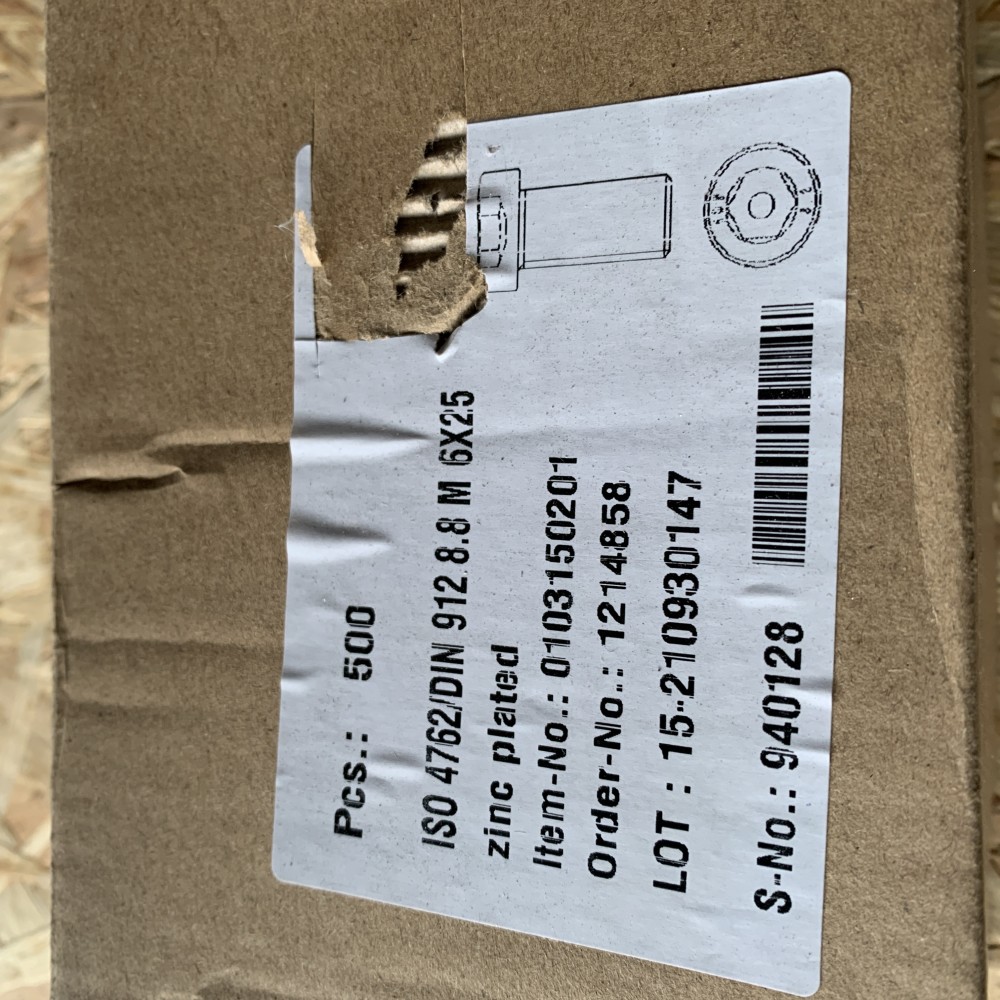 Pcs.: 500
ISO 4762/DIN 912 8.8 M 6X25
zinc plated
Item-No.: 0103150201
Order-No.: 1214858
LOT : 15-210930147
S-No.: 940128